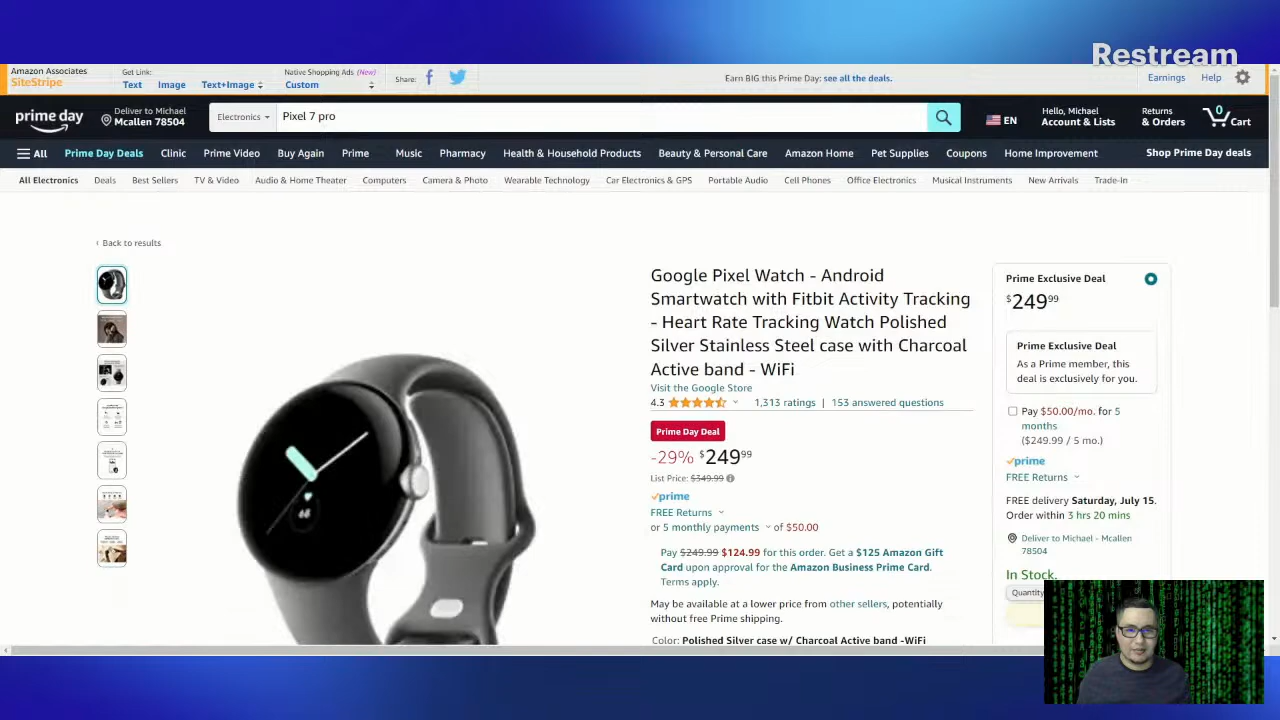 Restream
Amazon Associates
SiteStripe
Get Link:
Text Image Text+Image
Native Shopping Ads (New)
Custom
Share:
Earn BIG this Prime Day: see all the deals.
Earnings Help
prime day
Deliver to Michael
Mcallen 78504
Electronics
Pixel 7 pro
EN
Hello, Michael
Account & Lists
Returns
& Orders
0
Cart
All Prime Day Deals Clinic Prime Video Buy Again Prime Music Pharmacy Health & Household Products Beauty & Personal Care Amazon Home Pet Supplies Coupons Home Improvement Shop Prime Day deals
All Electronics Deals Best Sellers TV & Video Audio & Home Theater Computers Camera & Photo Wearable Technology Car Electronics & GPS Portable Audio Cell Phones Office Electronics Musical Instruments New Arrivals Trade-In
‹ Back to results
Google Pixel Watch - Android
Smartwatch with Fitbit Activity Tracking
- Heart Rate Tracking Watch Polished
Silver Stainless Steel case with Charcoal
Active band - WiFi
Visit the Google Store
4.3 1,313 ratings | 153 answered questions
Prime Day Deal
-29% $249.99
List Price: $349.99
prime
FREE Returns
or 5 monthly payments of $50.00
Pay $249.99 $124.99 for this order. Get a $125 Amazon Gift
Card upon approval for the Amazon Business Prime Card.
Terms apply.
May be available at a lower price from other sellers, potentially
without free Prime shipping.
Color: Polished Silver case w/ Charcoal Active band -WiFi
Prime Exclusive Deal
$249.99
Prime Exclusive Deal
As a Prime member, this
deal is exclusively for you.
Pay $50.00/mo. for 5
months
($249.99 / 5 mo.)
prime
FREE Returns
FREE delivery Saturday, July 15.
Order within 3 hrs 20 mins
Deliver to Michael - Mcallen
78504
In Stock.
Quantity